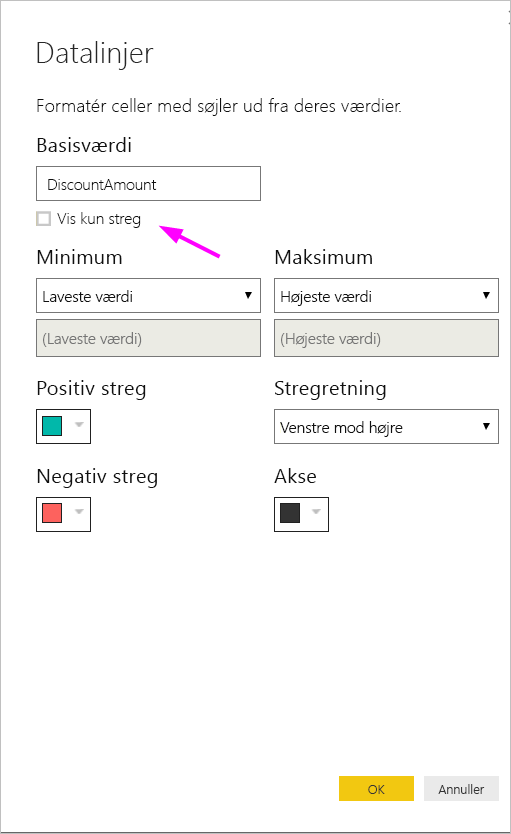 Datalinjer
Formatér celler med søjler ud fra deres værdier.
Basisværdi
DiscountAmount
Vis kun streg
Minimum
Maksimum
Laveste værdi
Højeste værdi
(Laveste værdi)
(Højeste værdi)
Positiv streg
Stregretning
Venstre mod højre
Negativ streg
Akse
OK
Annuller